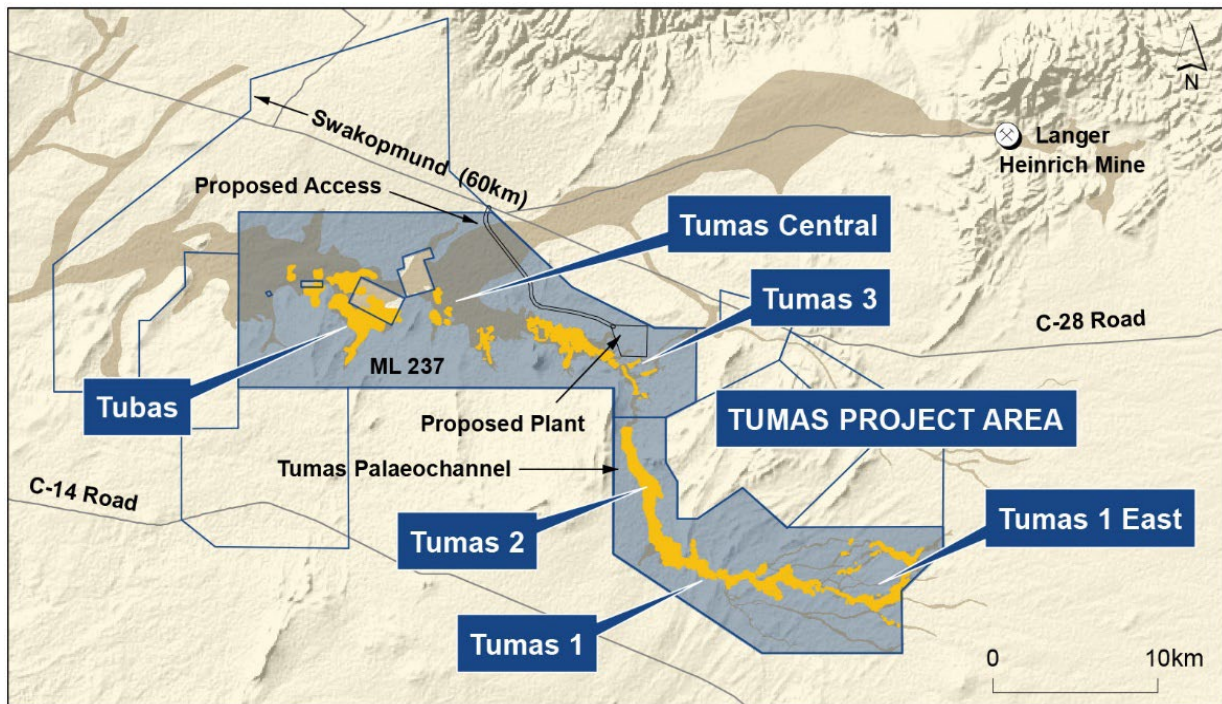 N
Langer
Heinrich Mine
Swakopmund (60km)
Proposed Access
Tumas Central
Tumas 3
C-28 Road
ML 237
Tubas
Proposed Plant
TUMAS PROJECT AREA
Tumas Palaeochannel
C-14 Road
Tumas 2
Tumas 1 East
Tumas 1
0 10km